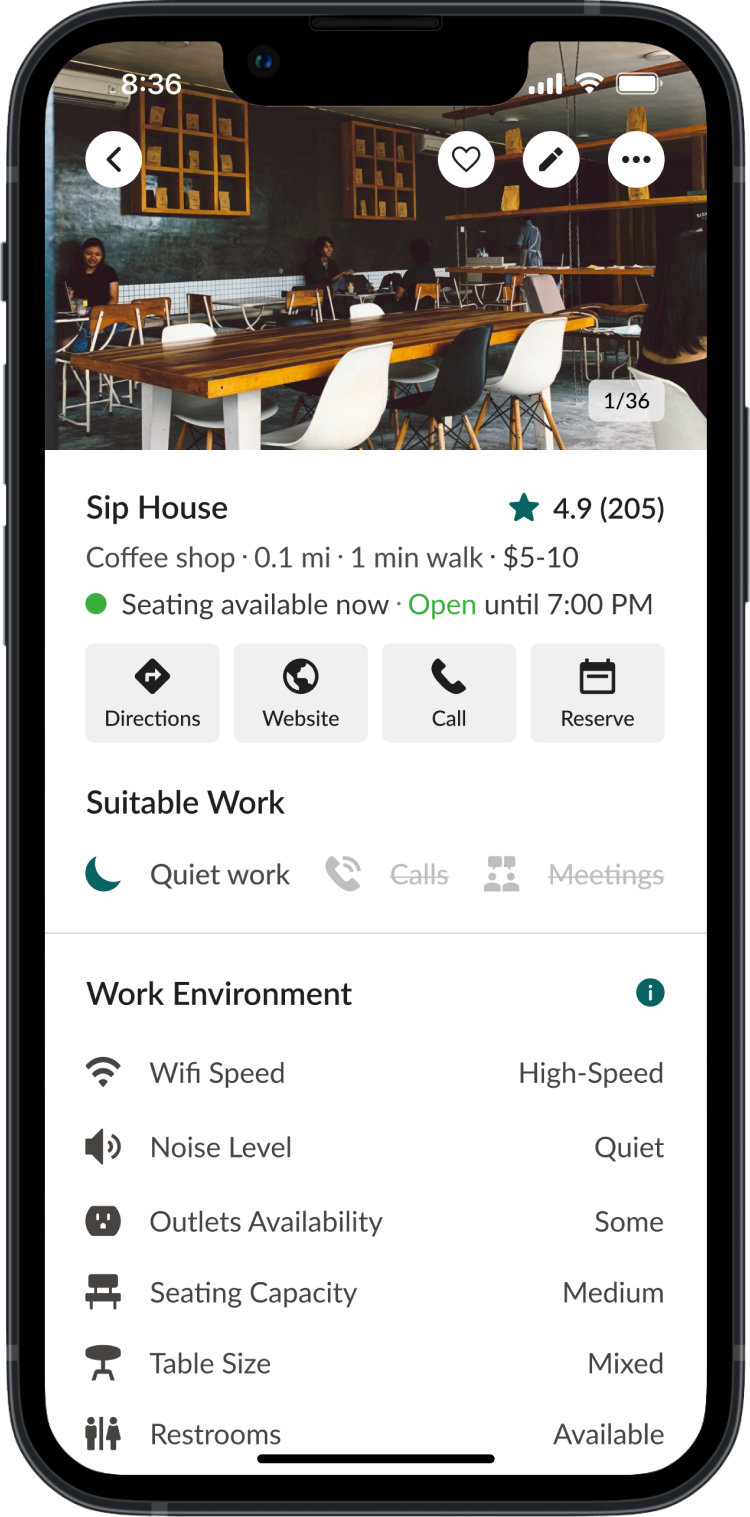 8:36
1/36
Sip House
4.9 (205)
Coffee shop · 0.1 mi · 1 min walk · $5-10
Seating available now · Open until 7:00 PM
Directions Website Call Reserve
Suitable Work
Quiet work Calls Meetings
Work Environment
Wifi Speed High-Speed
Noise Level Quiet
Outlets Availability Some
Seating Capacity Medium
Table Size Mixed
Restrooms Available